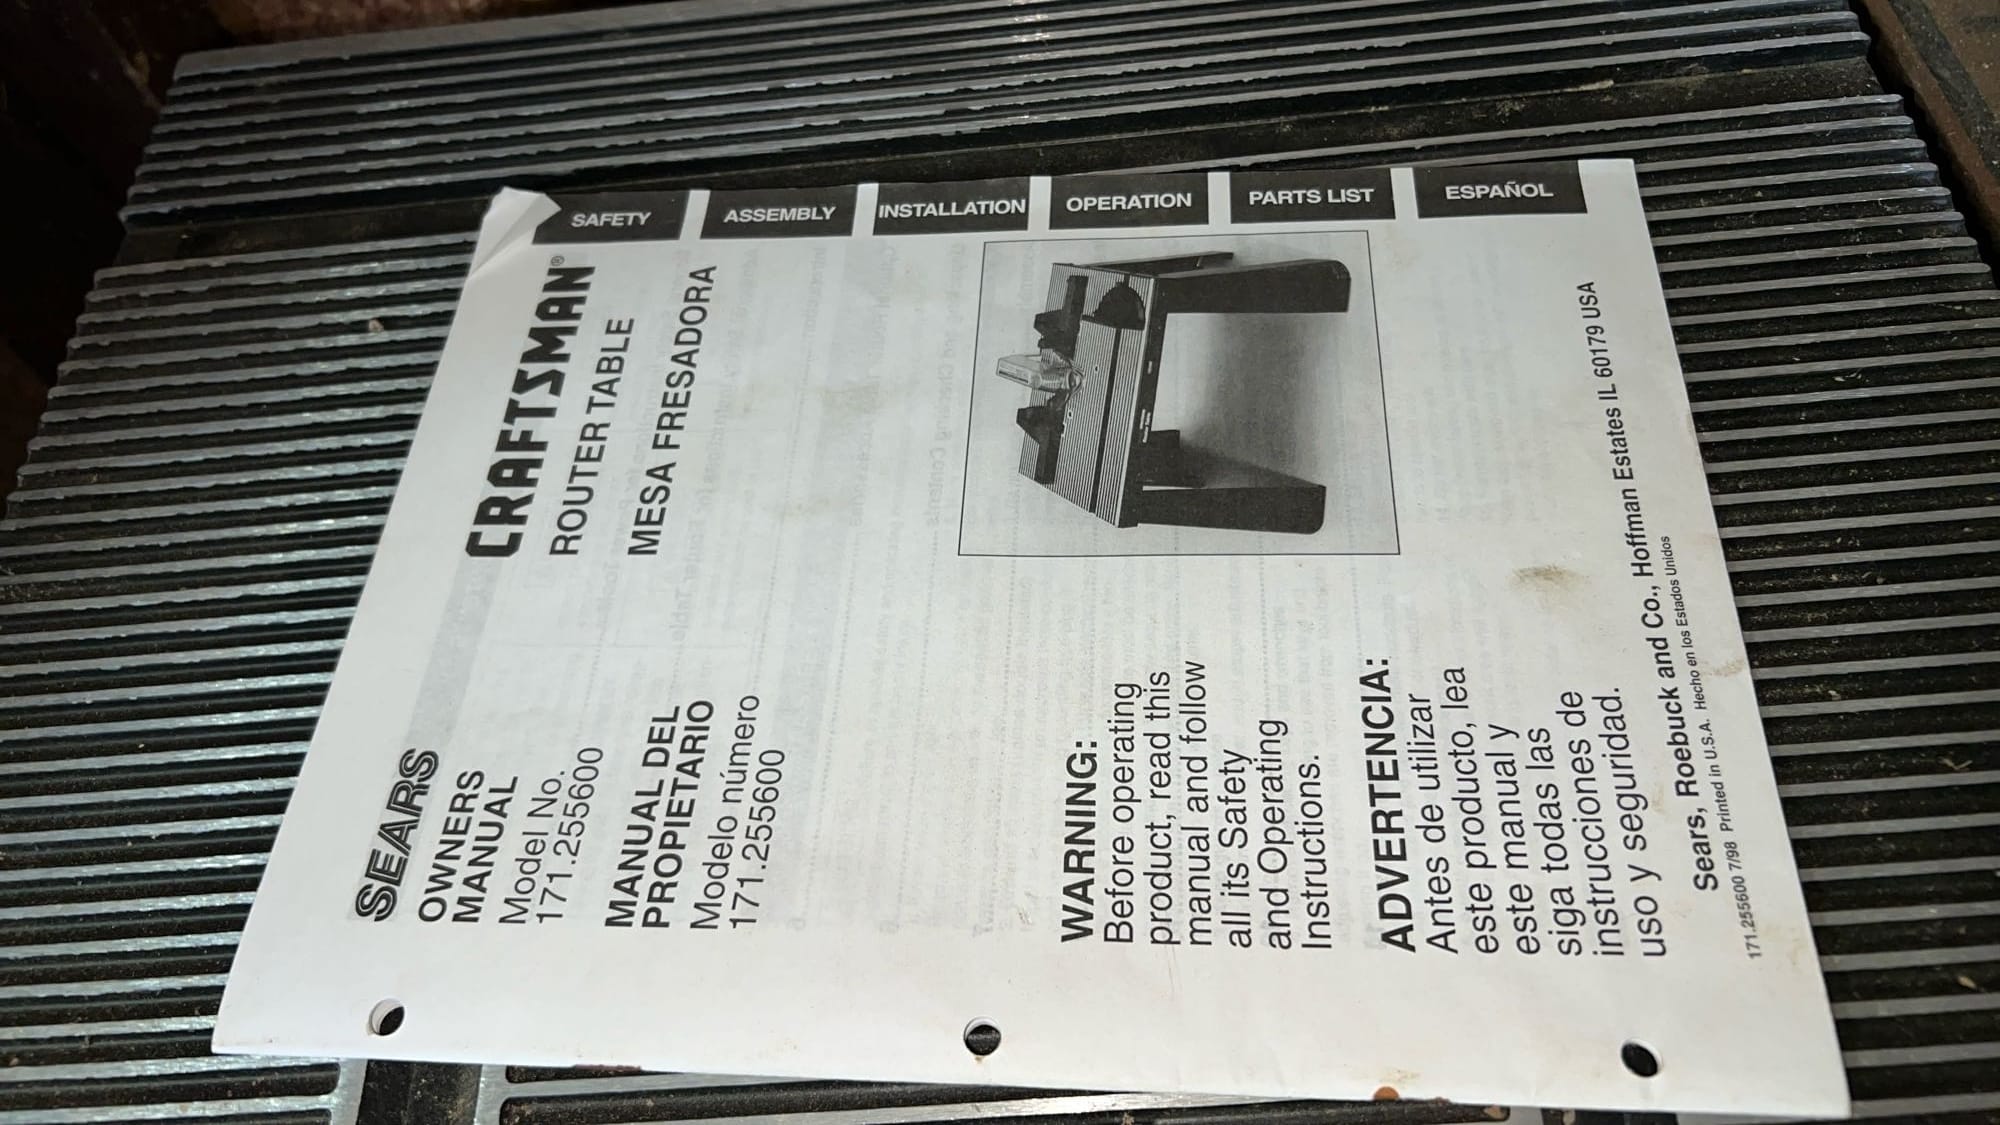 SEARS
OWNERS
MANUAL
Model No.
171.255600
MANUAL DEL
PROPIETARIO
Modelo número
171.255600
CRAFTSMAN®
ROUTER TABLE
MESA FRESADORA
SAFETY
ASSEMBLY
INSTALLATION
OPERATION
PARTS LIST
ESPAÑOL
WARNING:
Before operating
product, read this
manual and follow
all its Safety
and Operating
Instructions.
ADVERTENCIA:
Antes de utilizar
este producto, lea
este manual y
siga todas las
instrucciones de
uso y seguridad.
Sears, Roebuck and Co., Hoffman Estates IL 60179 USA
171.255600 7/98 Printed in U.S.A. Hecho en los Estados Unidos